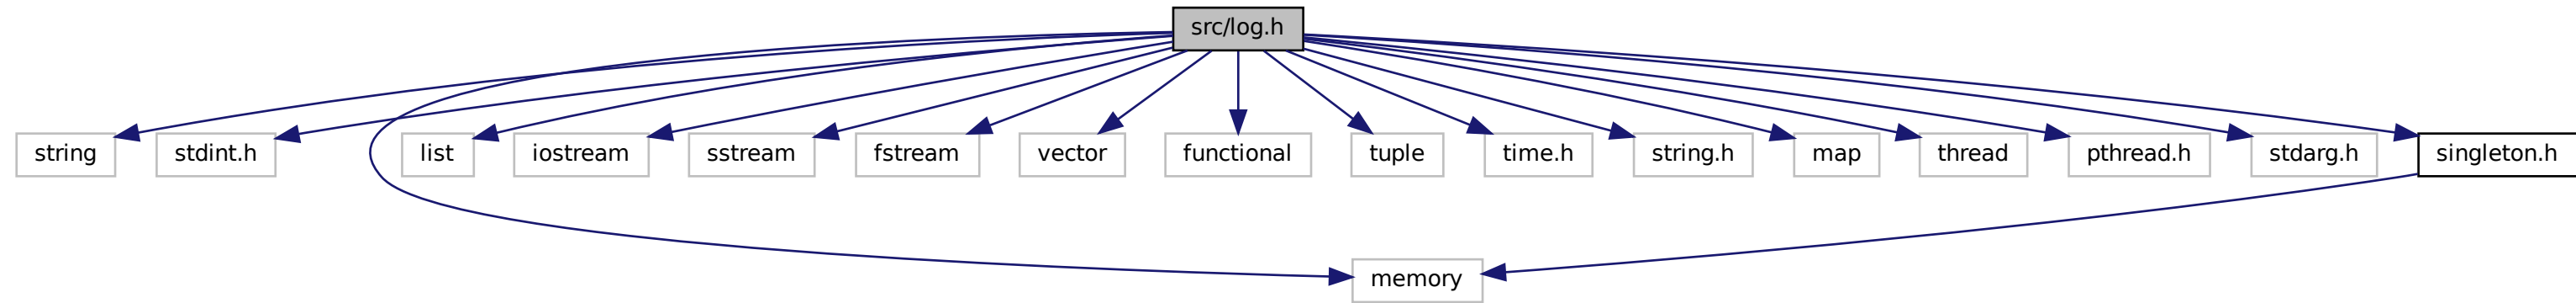 src/log.h
string
stdint.h
list
iostream
sstream
fstream
vector
functional
tuple
time.h
string.h
map
thread
pthread.h
stdarg.h
singleton.h
memory